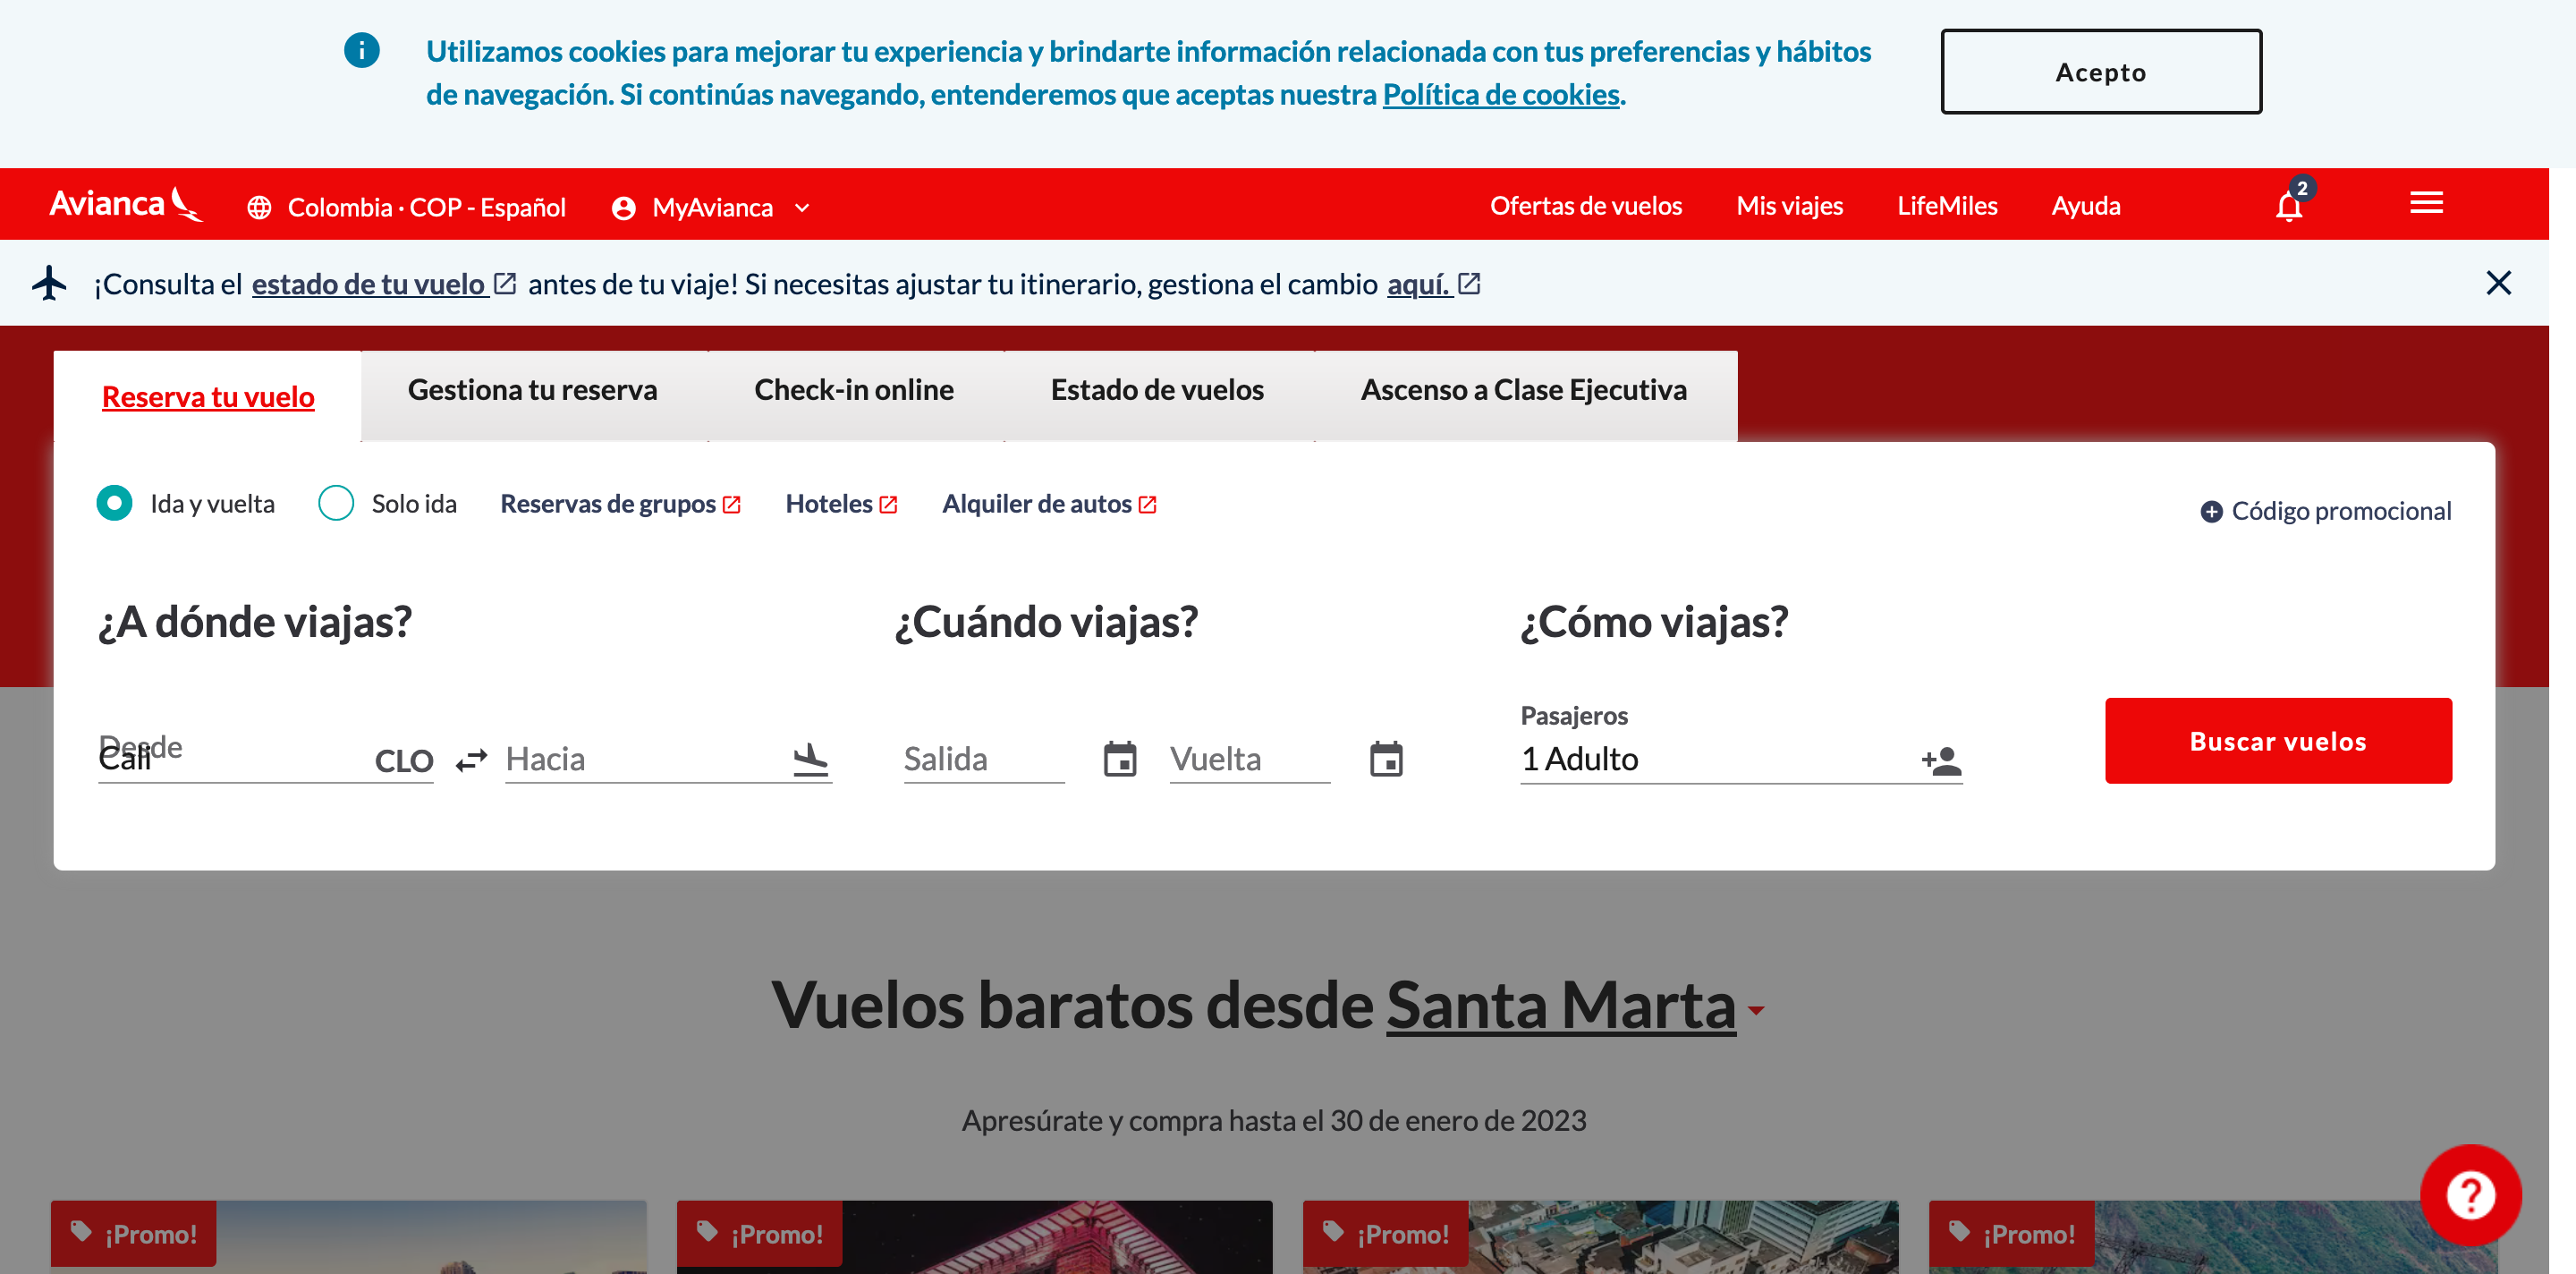 Utilizamos cookies para mejorar tu experiencia y brindarte información relacionada con tus preferencias y hábitos
de navegación. Si continúas navegando, entenderemos que aceptas nuestra Política de cookies.
Acepto
Avianca
Colombia · COP - Español
MyAvianca
Ofertas de vuelos
Mis viajes
LifeMiles
Ayuda
2
¡Consulta el estado de tu vuelo antes de tu viaje! Si necesitas ajustar tu itinerario, gestiona el cambio aquí.
Reserva tu vuelo
Gestiona tu reserva
Check-in online
Estado de vuelos
Ascenso a Clase Ejecutiva
Ida y vuelta
Solo ida
Reservas de grupos
Hoteles
Alquiler de autos
Código promocional
¿A dónde viajas?
¿Cuándo viajas?
¿Cómo viajas?
Desde
Cali
CLO
Hacia
Salida
Vuelta
Pasajeros
1 Adulto
Buscar vuelos
Vuelos baratos desde Santa Marta
Apresúrate y compra hasta el 30 de enero de 2023
¡Promo!
¡Promo!
¡Promo!
¡Promo!